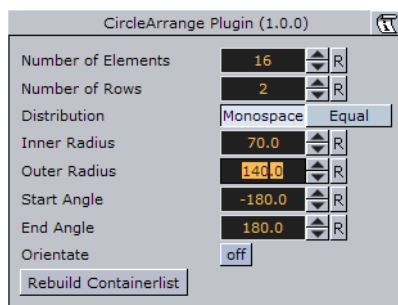 CircleArrange Plugin (1.0.0)
Number of Elements 16 R
Number of Rows 2 R
Distribution Monospace Equal
Inner Radius 70.0 R
Outer Radius 140.0 R
Start Angle -180.0 R
End Angle 180.0 R
Orientate off
Rebuild Containerlist